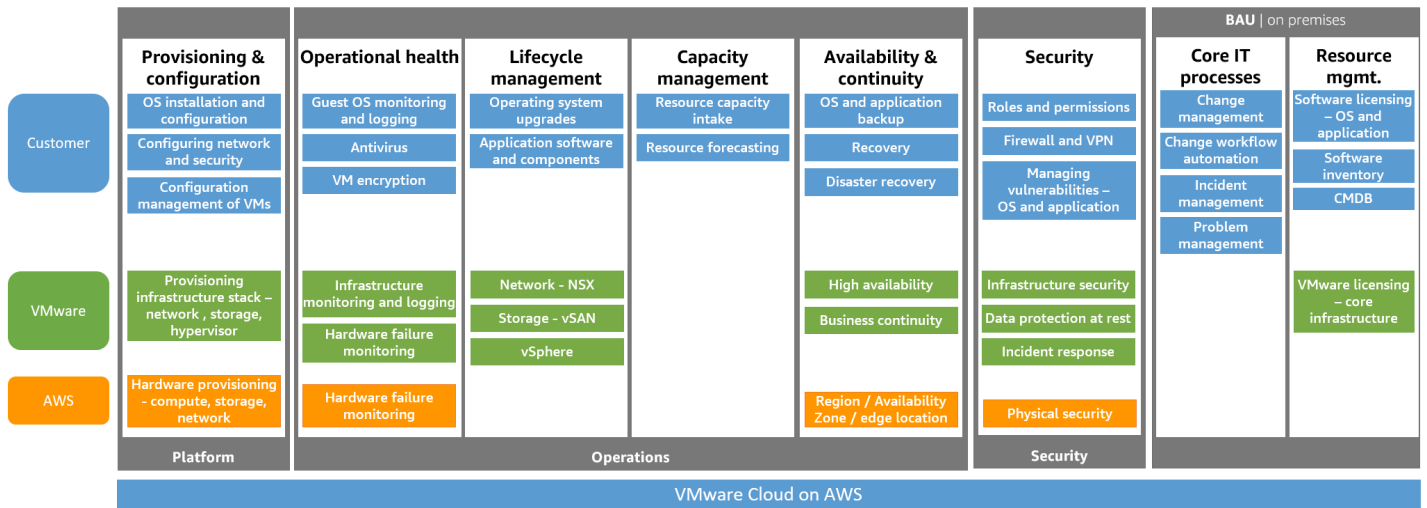 BAU | on premises
Provisioning &
configuration
Operational health
Lifecycle
management
Capacity
management
Availability &
continuity
Security
Core IT
processes
Resource
mgmt.
Customer
OS installation and
configuration
Configuring network
and security
Configuration
management of VMs
Guest OS monitoring
and logging
Antivirus
VM encryption
Operating system
upgrades
Application software
and components
Resource capacity
intake
Resource forecasting
OS and application
backup
Recovery
Disaster recovery
Roles and permissions
Firewall and VPN
Managing
vulnerabilities –
OS and application
Change
management
Change workflow
automation
Incident
management
Problem
management
Software licensing
– OS and
application
Software
inventory
CMDB
VMware
Provisioning
infrastructure stack –
network , storage,
hypervisor
Infrastructure
monitoring and logging
Hardware failure
monitoring
Network - NSX
Storage - vSAN
vSphere
High availability
Business continuity
Infrastructure security
Data protection at rest
Incident response
VMware licensing
– core
infrastructure
AWS
Hardware provisioning
- compute, storage,
network
Hardware failure
monitoring
Region / Availability
Zone / edge location
Physical security
Platform
Operations
Security
VMware Cloud on AWS